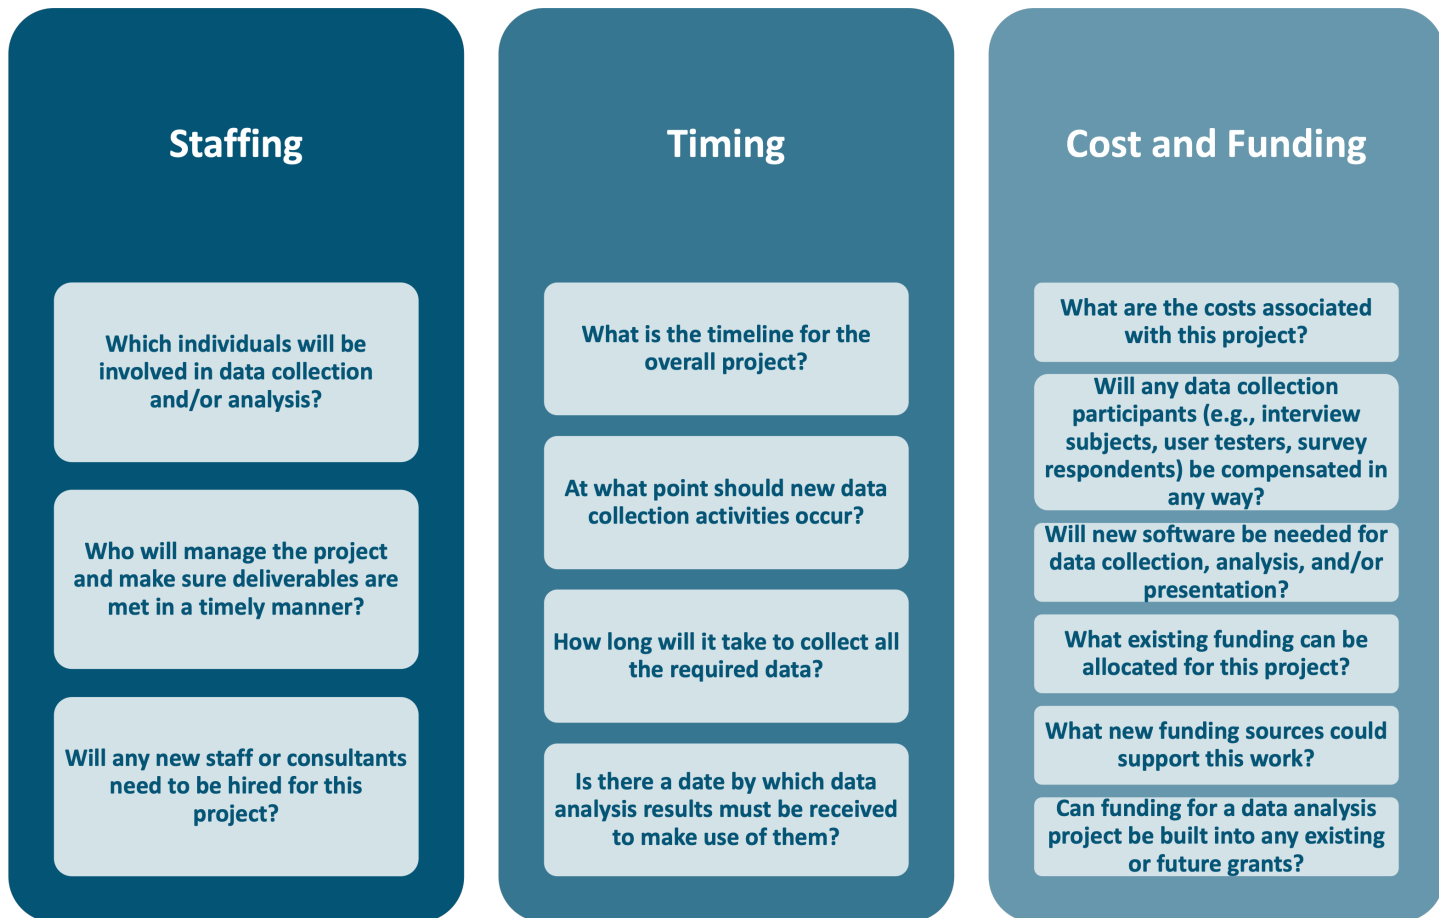 Staffing
Which individuals will be
involved in data collection
and/or analysis?
Who will manage the project
and make sure deliverables are
met in a timely manner?
Will any new staff or consultants
need to be hired for this
project?
Timing
What is the timeline for the
overall project?
At what point should new data
collection activities occur?
How long will it take to collect all
the required data?
Is there a date by which data
analysis results must be received
to make use of them?
Cost and Funding
What are the costs associated
with this project?
Will any data collection
participants (e.g., interview
subjects, user testers, survey
respondents) be compensated in
any way?
Will new software be needed for
data collection, analysis, and/or
presentation?
What existing funding can be
allocated for this project?
What new funding sources could
support this work?
Can funding for a data analysis
project be built into any existing
or future grants?